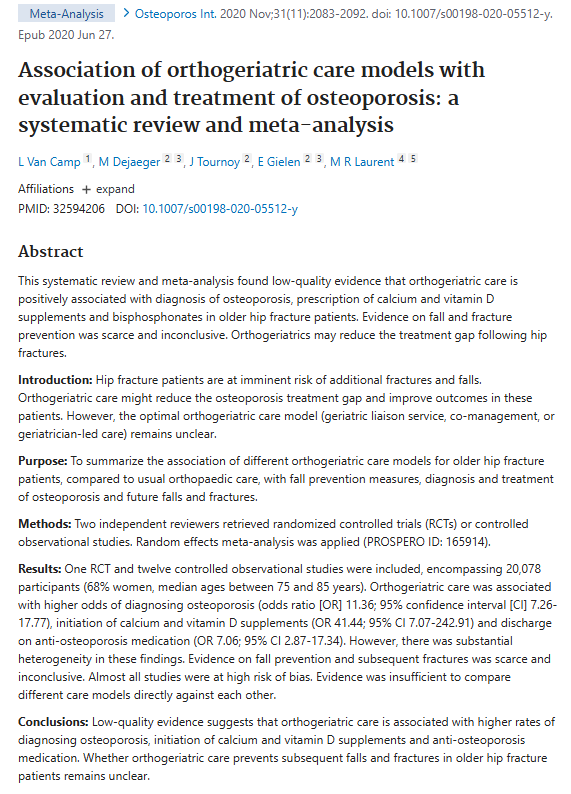 Meta-Analysis > Osteoporos Int. 2020 Nov;31(11):2083-2092. doi: 10.1007/s00198-020-05512-y.
Epub 2020 Jun 27.
Association of orthogeriatric care models with
evaluation and treatment of osteoporosis: a
systematic review and meta-analysis
L Van Camp 1, M Dejaeger 2 3, J Tournoy 2, E Gielen 2 3, M R Laurent 4 5
Affiliations + expand
PMID: 32594206 DOI: 10.1007/s00198-020-05512-y
Abstract
This systematic review and meta-analysis found low-quality evidence that orthogeriatric care is
positively associated with diagnosis of osteoporosis, prescription of calcium and vitamin D
supplements and bisphosphonates in older hip fracture patients. Evidence on fall and fracture
prevention was scarce and inconclusive. Orthogeriatrics may reduce the treatment gap following hip
fractures.
Introduction: Hip fracture patients are at imminent risk of additional fractures and falls.
Orthogeriatric care might reduce the osteoporosis treatment gap and improve outcomes in these
patients. However, the optimal orthogeriatric care model (geriatric liaison service, co-management, or
geriatrician-led care) remains unclear.
Purpose: To summarize the association of different orthogeriatric care models for older hip fracture
patients, compared to usual orthopaedic care, with fall prevention measures, diagnosis and treatment
of osteoporosis and future falls and fractures.
Methods: Two independent reviewers retrieved randomized controlled trials (RCTs) or controlled
observational studies. Random effects meta-analysis was applied (PROSPERO ID: 165914).
Results: One RCT and twelve controlled observational studies were included, encompassing 20,078
participants (68% women, median ages between 75 and 85 years). Orthogeriatric care was associated
with higher odds of diagnosing osteoporosis (odds ratio [OR] 11.36; 95% confidence interval [CI] 7.26-
17.77), initiation of calcium and vitamin D supplements (OR 41.44; 95% CI 7.07-242.91) and discharge
on anti-osteoporosis medication (OR 7.06; 95% CI 2.87-17.34). However, there was substantial
heterogeneity in these findings. Evidence on fall prevention and subsequent fractures was scarce and
inconclusive. Almost all studies were at high risk of bias. Evidence was insufficient to compare
different care models directly against each other.
Conclusions: Low-quality evidence suggests that orthogeriatric care is associated with higher rates of
diagnosing osteoporosis, initiation of calcium and vitamin D supplements and anti-osteoporosis
medication. Whether orthogeriatric care prevents subsequent falls and fractures in older hip fracture
patients remains unclear.